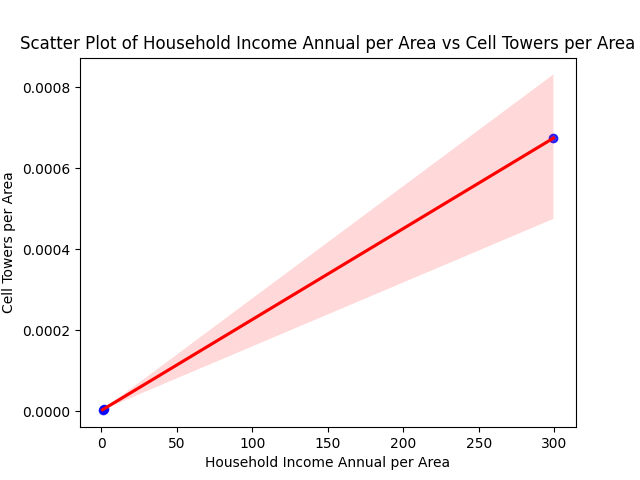 Scatter Plot of Household Income Annual per Area vs Cell Towers per Area
0.0008
0.0006
0.0004
0.0002
0.0000
Cell Towers per Area
0 50 100 150 200 250 300
Household Income Annual per Area